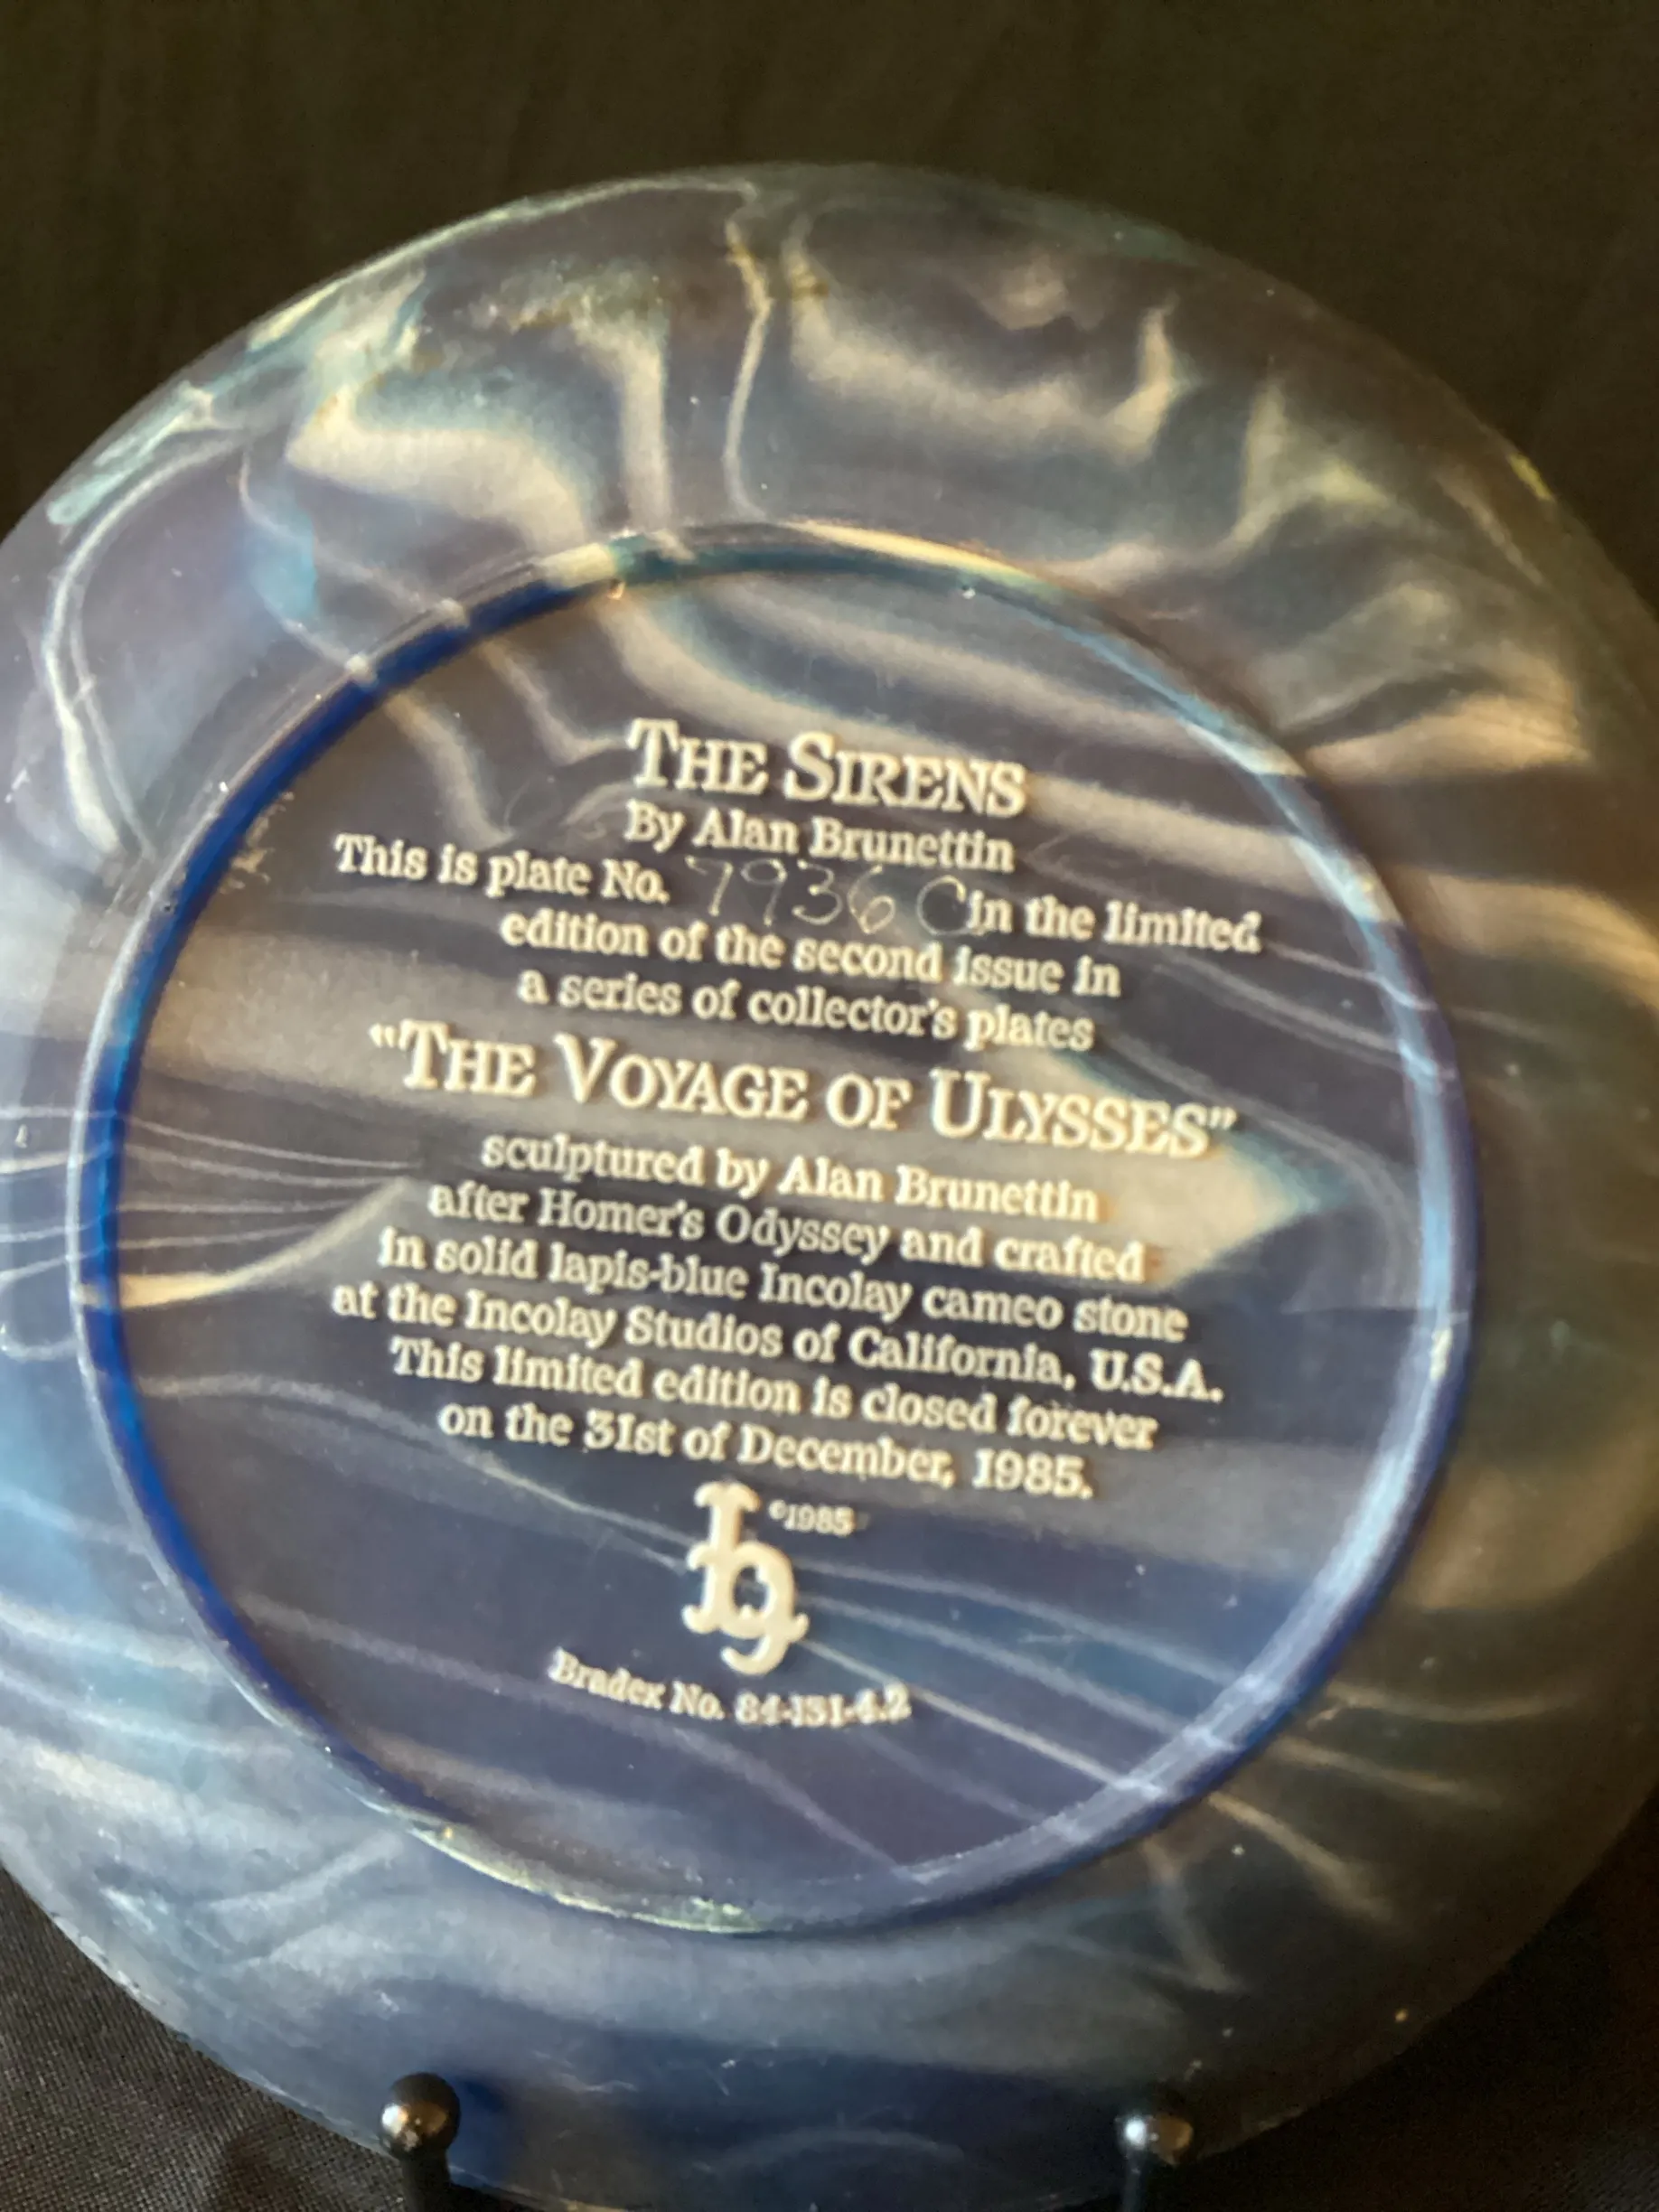 THE SIRENS
By Alan Brunettin
This is plate No. 7936 C in the limited
edition of the second issue in
a series of collector's plates
"THE VOYAGE OF ULYSSES"
sculptured by Alan Brunettin
after Homer's Odyssey and crafted
in solid lapis-blue Incolay cameo stone
at the Incolay Studios of California, U.S.A.
This limited edition is closed forever
on the 31st of December, 1985.
©1985
Bradex No. 84-131-4.2